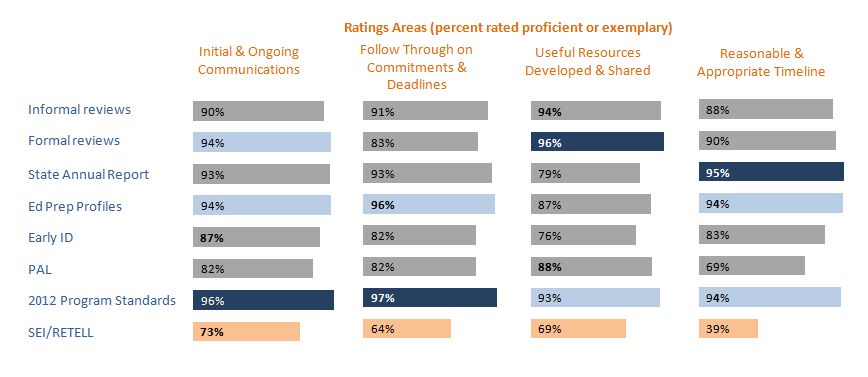 Ratings Areas (percent rated proficient or exemplary)
Initial & Ongoing
Communications
Follow Through on
Commitments &
Deadlines
Useful Resources
Developed & Shared
Reasonable &
Appropriate Timeline
Informal reviews 90% 91% 94% 88%
Formal reviews 94% 83% 96% 90%
State Annual Report 93% 93% 79% 95%
Ed Prep Profiles 94% 96% 87% 94%
Early ID 87% 82% 76% 83%
PAL 82% 82% 88% 69%
2012 Program Standards 96% 97% 93% 94%
SEI/RETELL 73% 64% 69% 39%